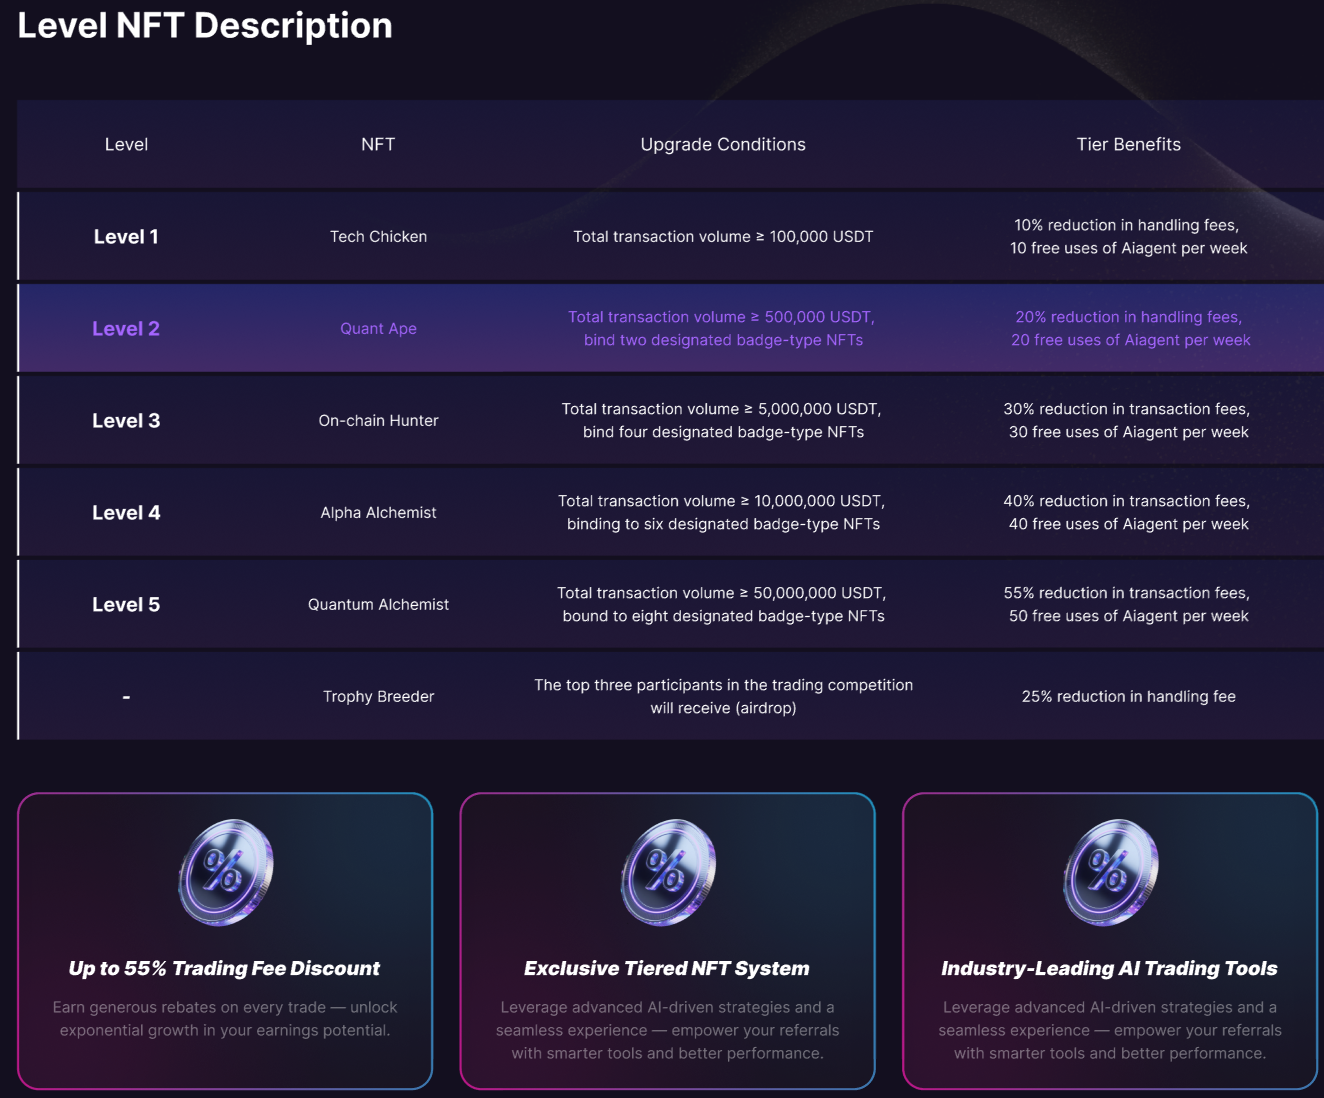 Level NFT Description
Level NFT Upgrade Conditions Tier Benefits
Level 1 Tech Chicken Total transaction volume ≥ 100,000 USDT 10% reduction in handling fees,
10 free uses of Aiagent per week
Level 2 Quant Ape Total transaction volume ≥ 500,000 USDT,
bind two designated badge-type NFTs
20% reduction in handling fees,
20 free uses of Aiagent per week
Level 3 On-chain Hunter Total transaction volume ≥ 5,000,000 USDT,
bind four designated badge-type NFTs
30% reduction in transaction fees,
30 free uses of Aiagent per week
Level 4 Alpha Alchemist Total transaction volume ≥ 10,000,000 USDT,
binding to six designated badge-type NFTs
40% reduction in transaction fees,
40 free uses of Aiagent per week
Level 5 Quantum Alchemist Total transaction volume ≥ 50,000,000 USDT,
bound to eight designated badge-type NFTs
55% reduction in transaction fees,
50 free uses of Aiagent per week
- Trophy Breeder The top three participants in the trading competition
will receive (airdrop)
25% reduction in handling fee
%
Up to 55% Trading Fee Discount
Earn generous rebates on every trade — unlock
exponential growth in your earnings potential.
%
Exclusive Tiered NFT System
Leverage advanced AI-driven strategies and a
seamless experience — empower your referrals
with smarter tools and better performance.
%
Industry-Leading AI Trading Tools
Leverage advanced AI-driven strategies and a
seamless experience — empower your referrals
with smarter tools and better performance.